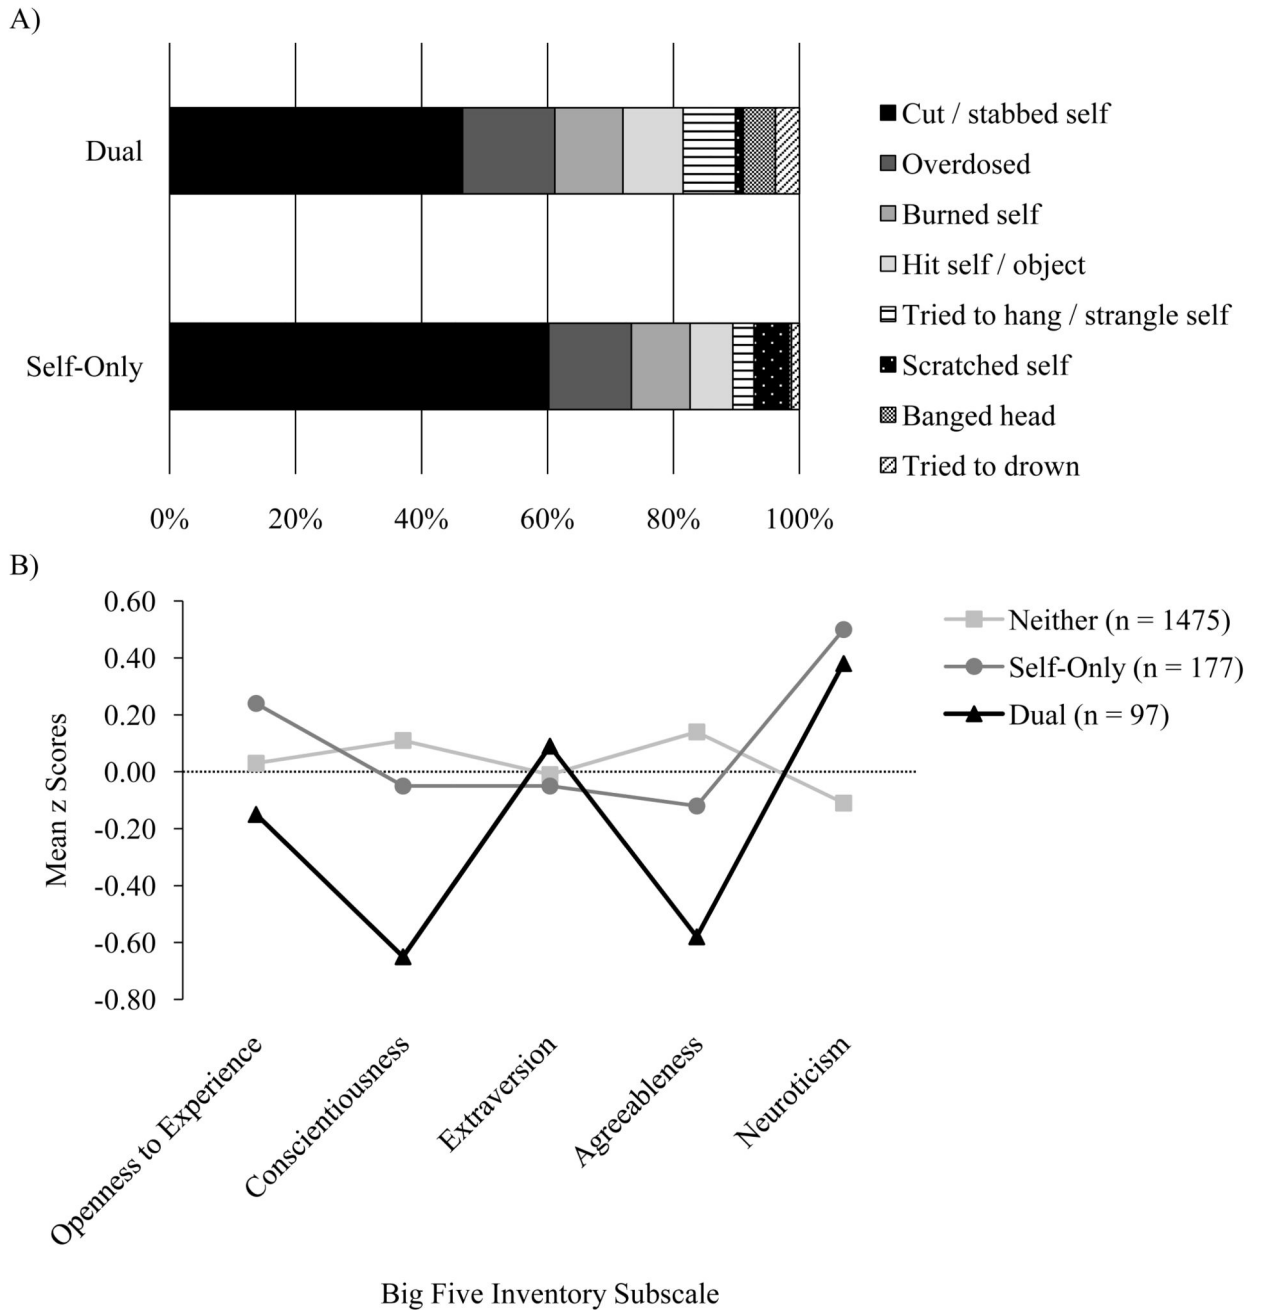 A)
Dual
Self-Only
0% 20% 40% 60% 80% 100%
Cut / stabbed self
Overdosed
Burned self
Hit self / object
Tried to hang / strangle self
Scratched self
Banged head
Tried to drown
B)
Mean z Scores
0.60
0.40
0.20
0.00
-0.20
-0.40
-0.60
-0.80
Neither (n = 1475)
Self-Only (n = 177)
Dual (n = 97)
Openness to Experience
Conscientiousness
Extraversion
Agreeableness
Neuroticism
Big Five Inventory Subscale